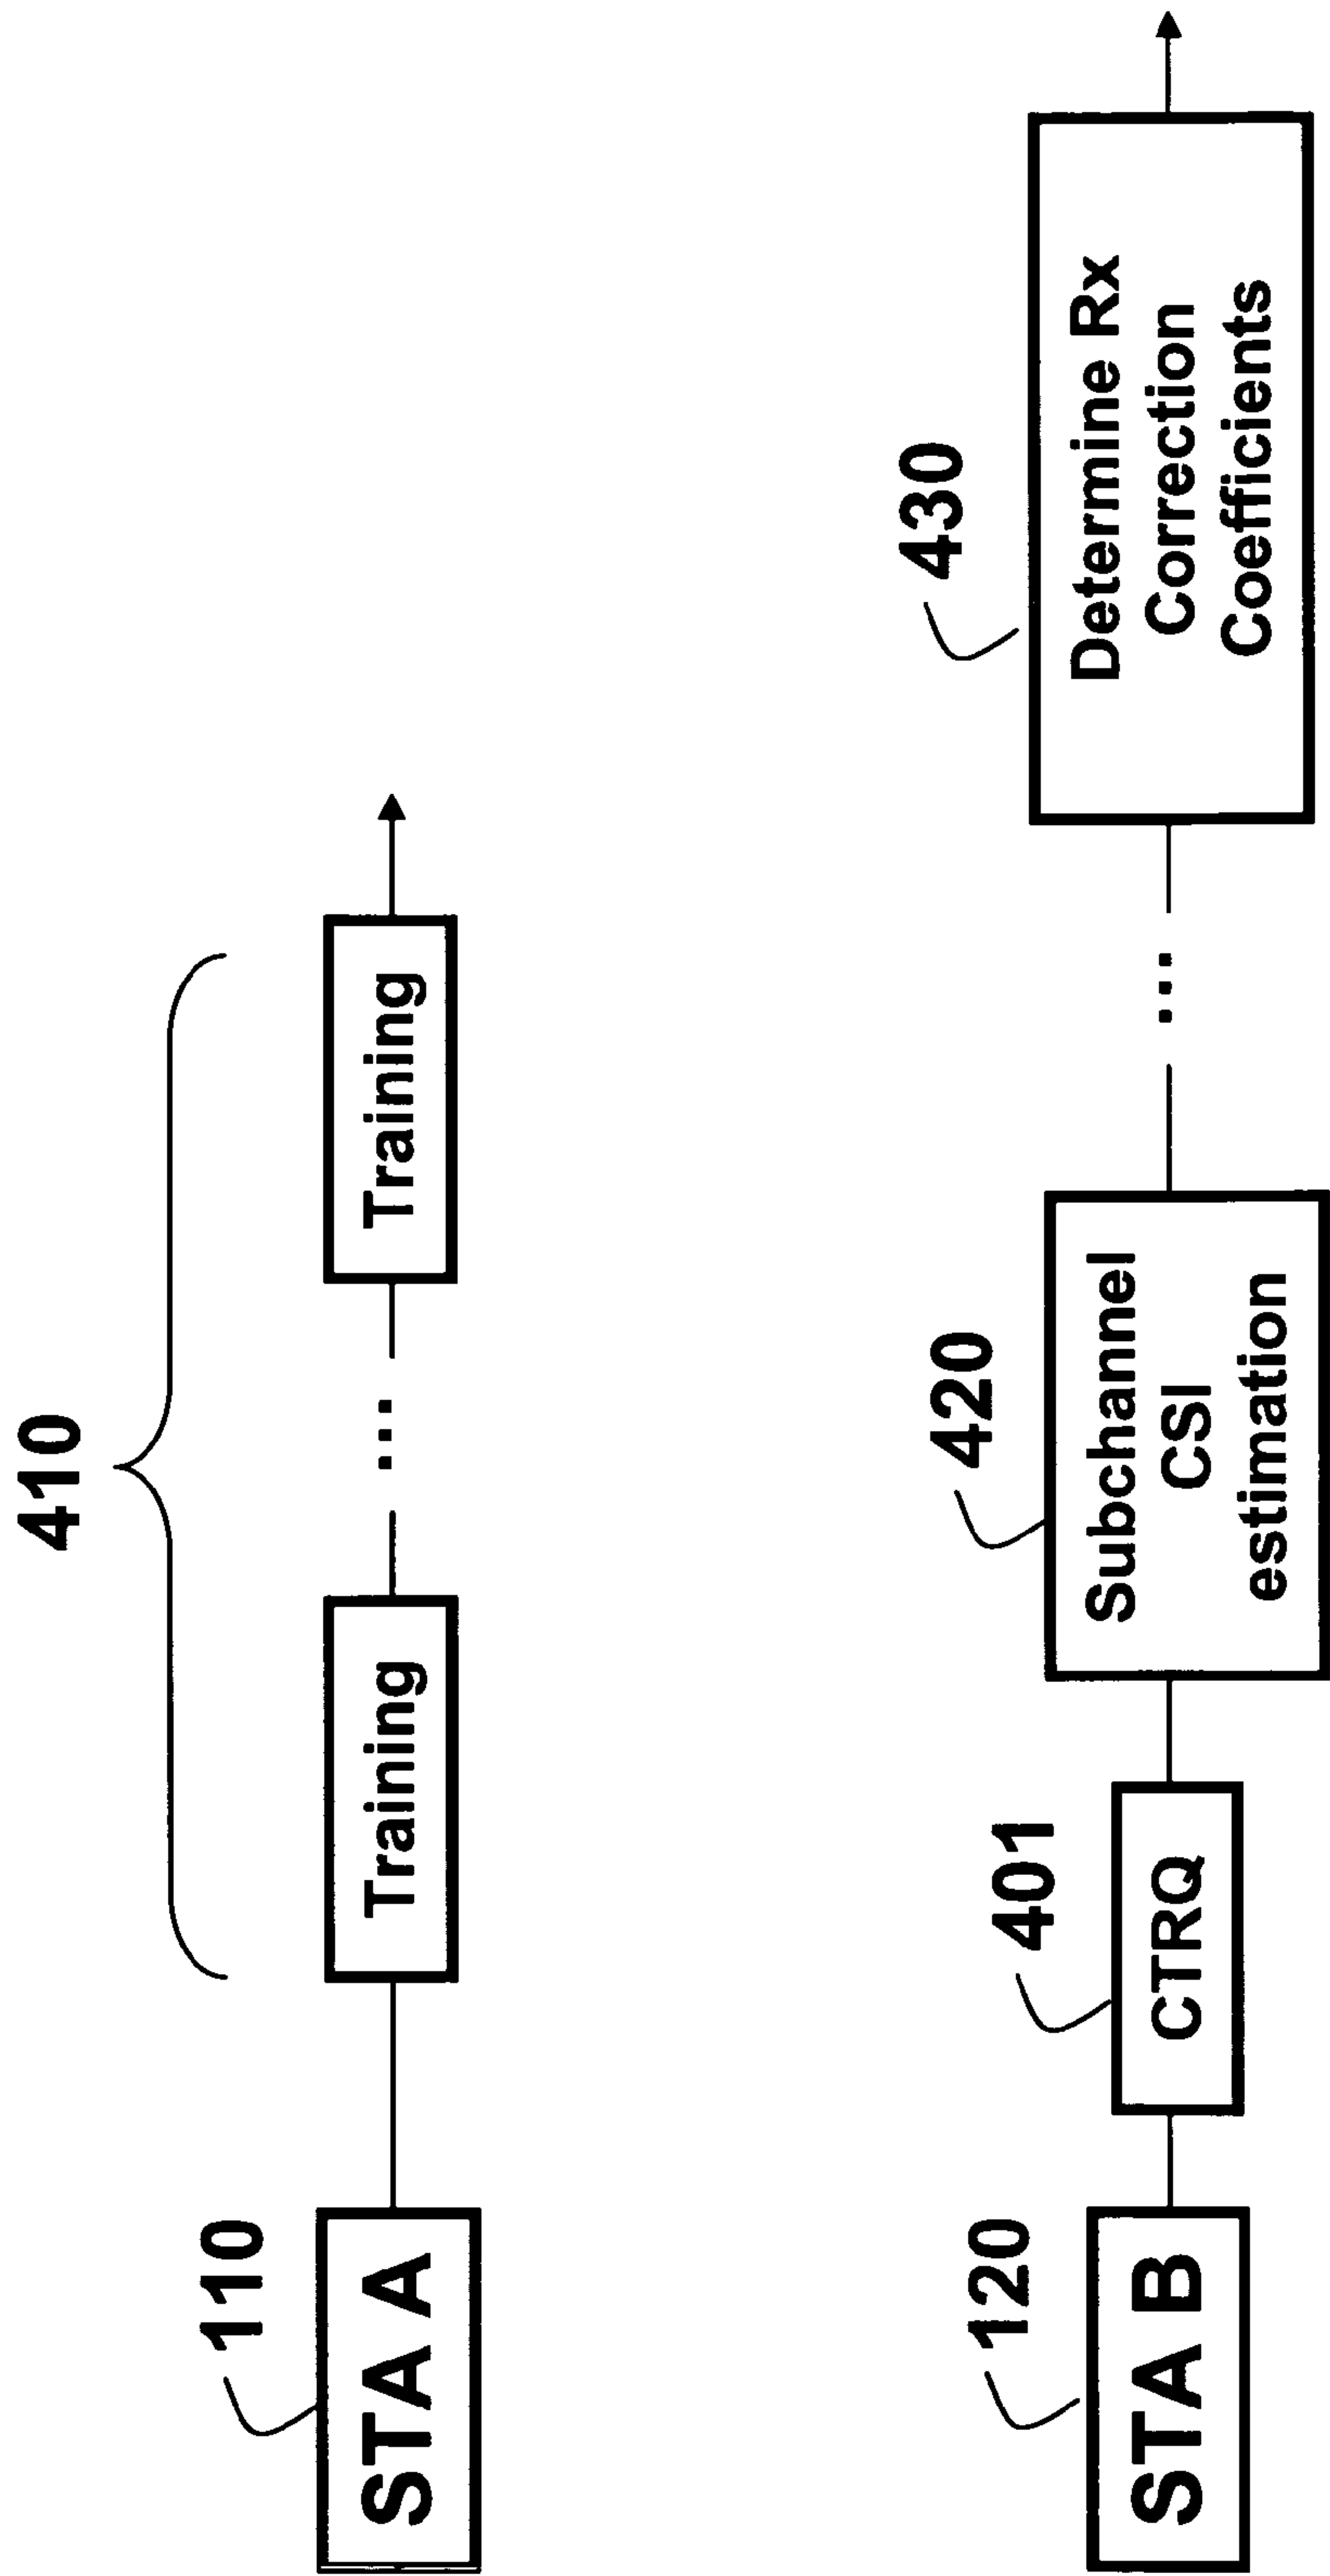 410
110
STA A
Training
...
Training
120
STA B
401
CTRQ
420
Subchannel
CSI
estimation
...
430
Determine Rx
Correction
Coefficients